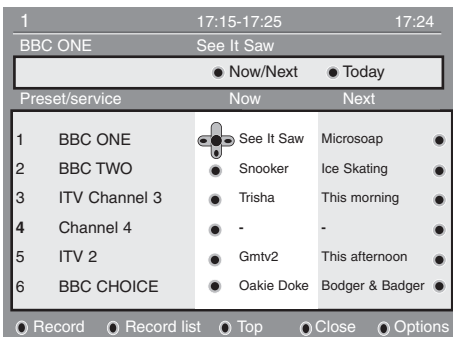 1 17:15-17:25 17:24
BBC ONE See It Saw
Now/Next Today
Preset/service Now Next
1 BBC ONE See It Saw Microsoap
2 BBC TWO Snooker Ice Skating
3 ITV Channel 3 Trisha This morning
4 Channel 4 - -
5 ITV 2 Gmtv2 This afternoon
6 BBC CHOICE Oakie Doke Bodger & Badger
Record Record list Top Close Options